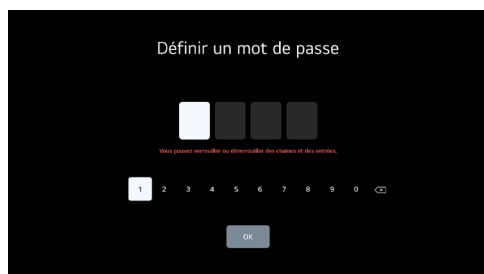 Définir un mot de passe
Vous pouvez verrouiller ou déverrouiller des chaînes et des entrées.
1 2 3 4 5 6 7 8 9 0
OK